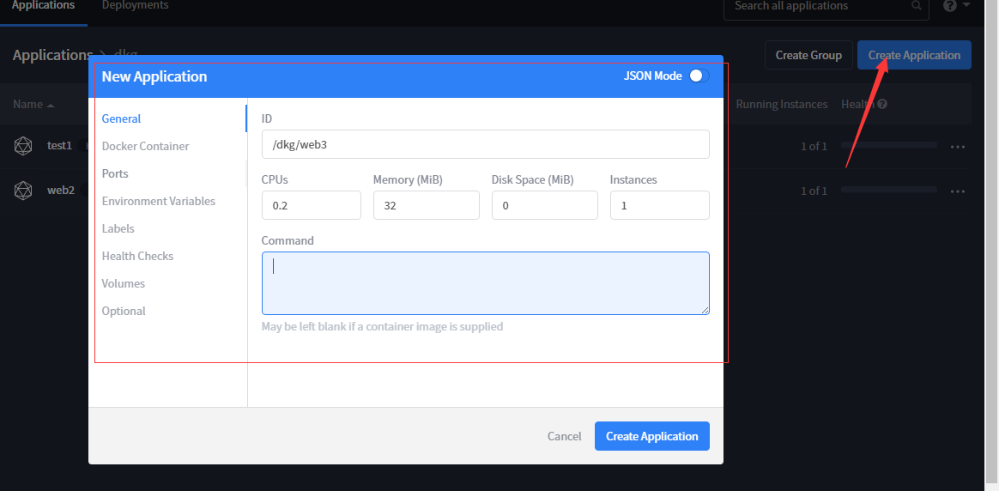 Applications Deployments Search all applications
Applications > dkg Create Group Create Application
New Application JSON Mode
Name Running Instances Health
General
ID
Docker Container
/dkg/web3
test1 1 of 1
Ports
CPUs Memory (MiB) Disk Space (MiB) Instances
web2 1 of 1
Environment Variables
0.2 32 0 1
Labels
Command
Health Checks
Volumes
Optional
May be left blank if a container image is supplied
Cancel Create Application